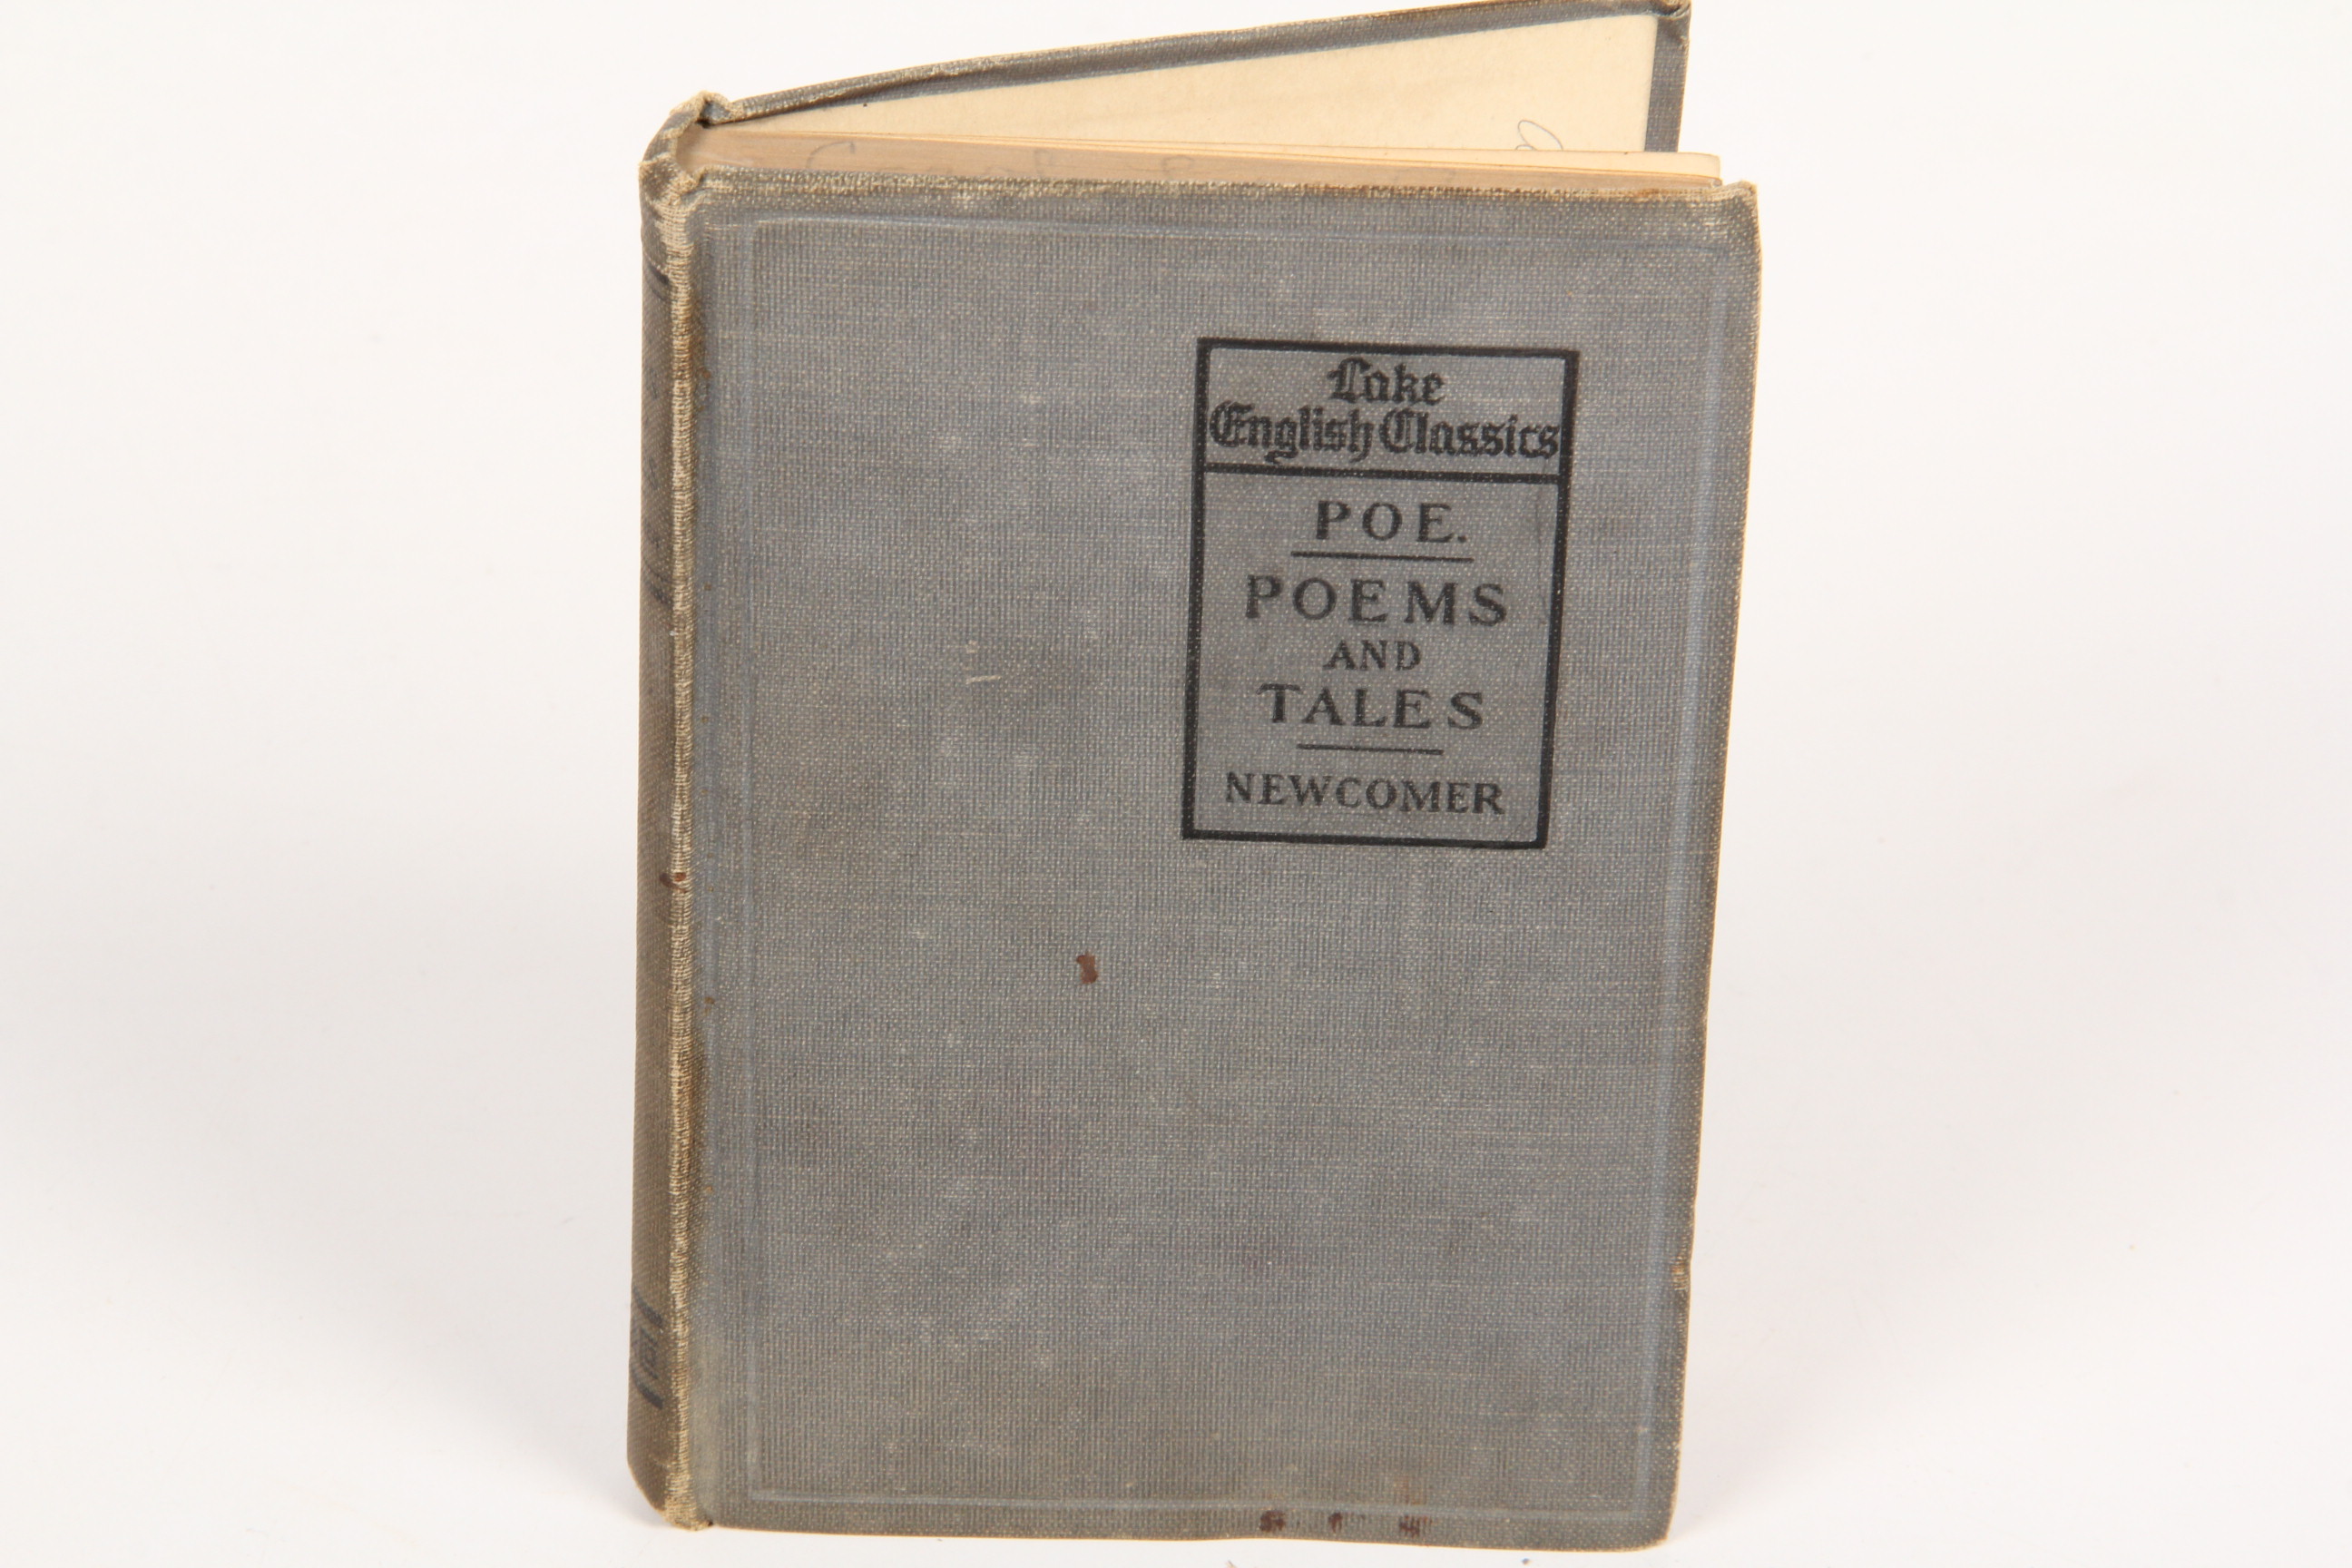 Lake
English Classics
POE.
POEMS
AND
TALES
NEWCOMER